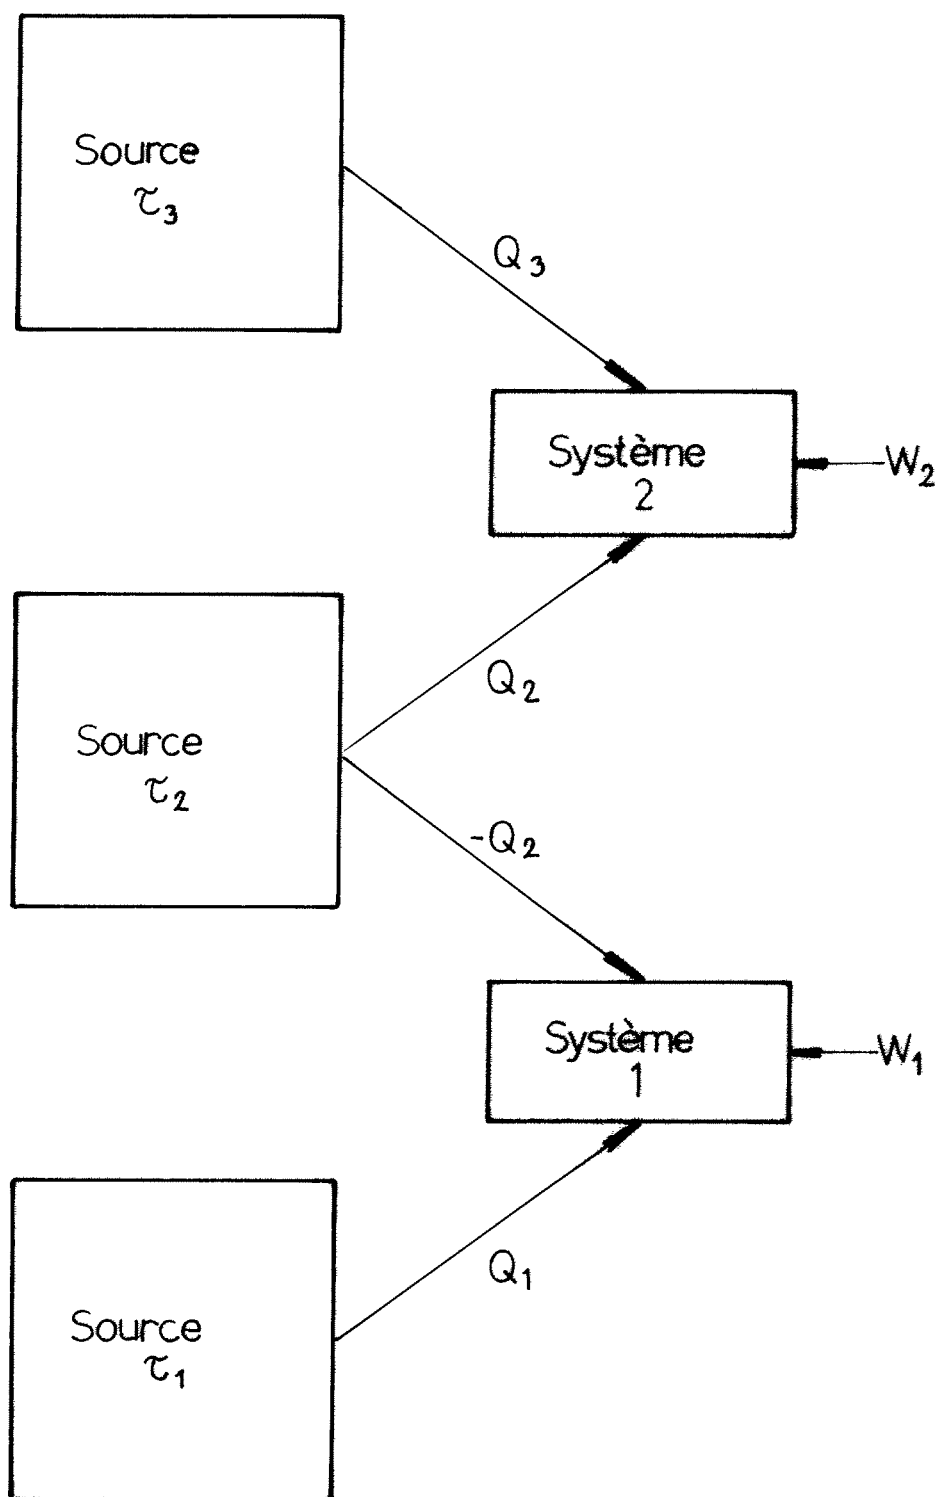 Source
τ₃
Q₃
Système
2
W₂
Q₂
Source
τ₂
-Q₂
Système
1
W₁
Q₁
Source
τ₁